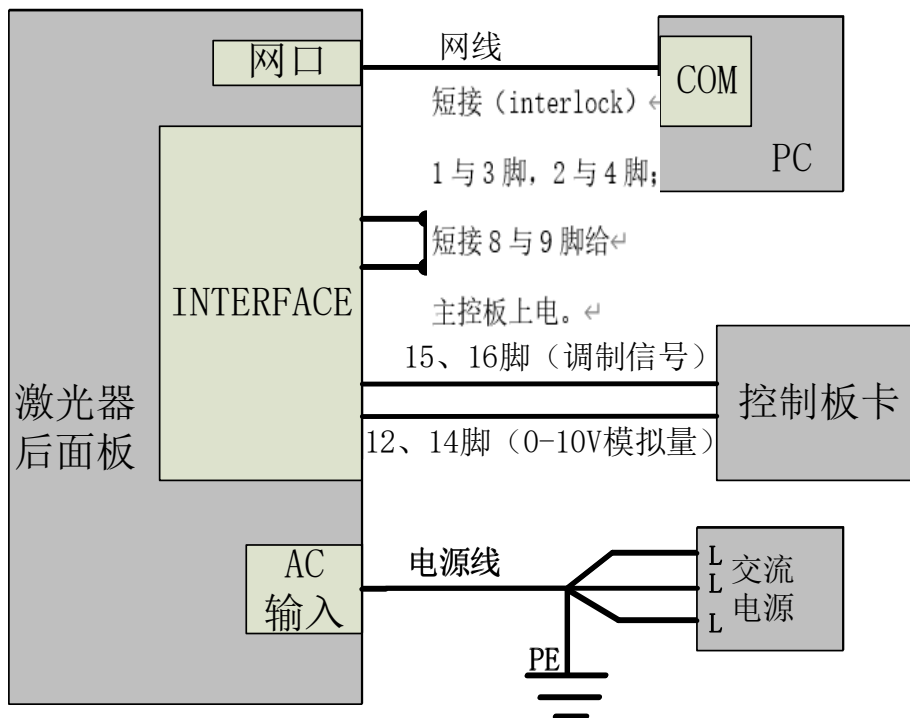 网口
网线
COM
PC
短接（interlock）↵
1与3脚，2与4脚；
短接8与9脚给↵
主控板上电。↵
INTERFACE
15、16脚（调制信号）
12、14脚（0-10V模拟量）
控制板卡
激光器
后面板
AC
输入
电源线
PE
L
L
L
交流
电源